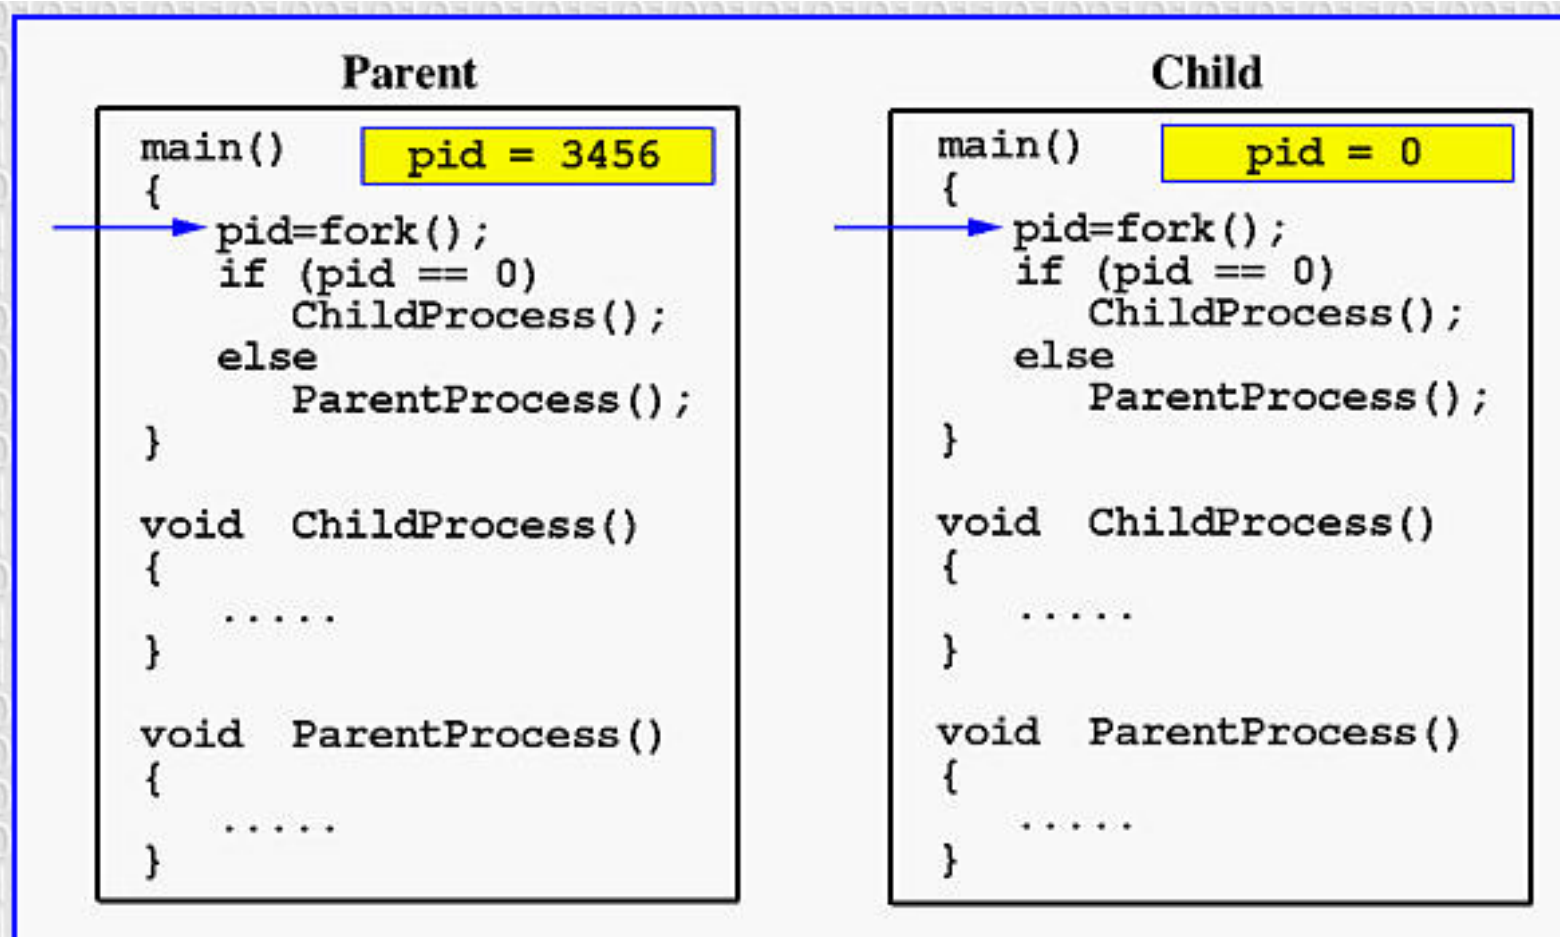 Parent
main()
pid = 3456
{
pid=fork();
if (pid == 0)
ChildProcess();
else
ParentProcess();
}
void ChildProcess()
{
.....
}
void ParentProcess()
{
.....
}
Child
main()
pid = 0
{
pid=fork();
if (pid == 0)
ChildProcess();
else
ParentProcess();
}
void ChildProcess()
{
.....
}
void ParentProcess()
{
.....
}